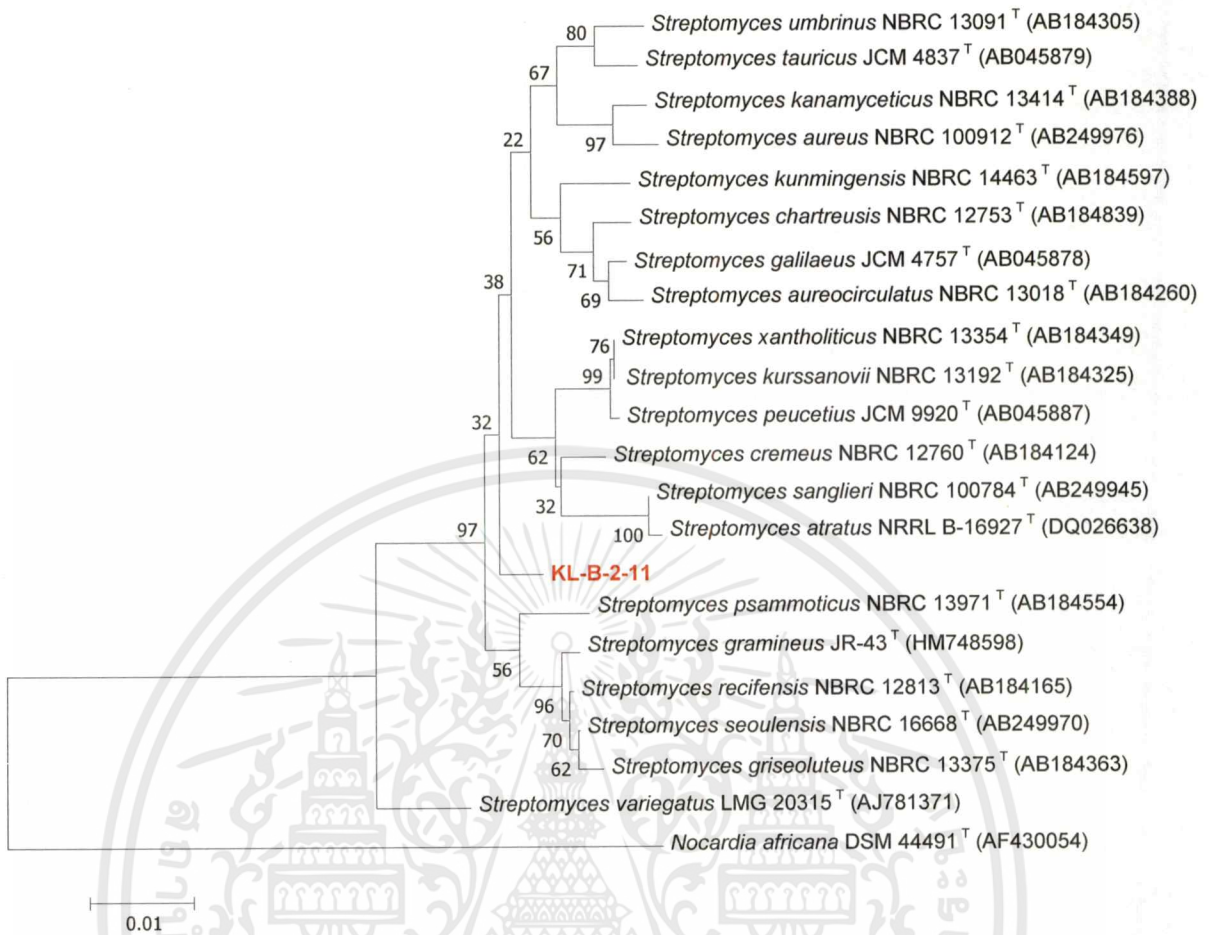 Streptomyces umbrinus NBRC 13091 T (AB184305)
80
Streptomyces tauricus JCM 4837 T (AB045879)
67
Streptomyces kanamyceticus NBRC 13414 T (AB184388)
22
97
Streptomyces aureus NBRC 100912 T (AB249976)
Streptomyces kunmingensis NBRC 14463 T (AB184597)
Streptomyces chartreusis NBRC 12753 T (AB184839)
56
Streptomyces galilaeus JCM 4757 T (AB045878)
71
38
69
Streptomyces aureocirculatus NBRC 13018 T (AB184260)
Streptomyces xantholiticus NBRC 13354 T (AB184349)
76
99
Streptomyces kurssanovii NBRC 13192 T (AB184325)
Streptomyces peucetius JCM 9920 T (AB045887)
32
62
Streptomyces cremeus NBRC 12760 T (AB184124)
Streptomyces sanglieri NBRC 100784 T (AB249945)
32
97
100
Streptomyces atratus NRRL B-16927 T (DQ026638)
KL-B-2-11
Streptomyces psammoticus NBRC 13971 T (AB184554)
Streptomyces gramineus JR-43 T (HM748598)
56
Streptomyces recifensis NBRC 12813 T (AB184165)
96
Streptomyces seoulensis NBRC 16668 T (AB249970)
70
62
Streptomyces griseoluteus NBRC 13375 T (AB184363)
Streptomyces variegatus LMG 20315 T (AJ781371)
Nocardia africana DSM 44491 T (AF430054)
0.01